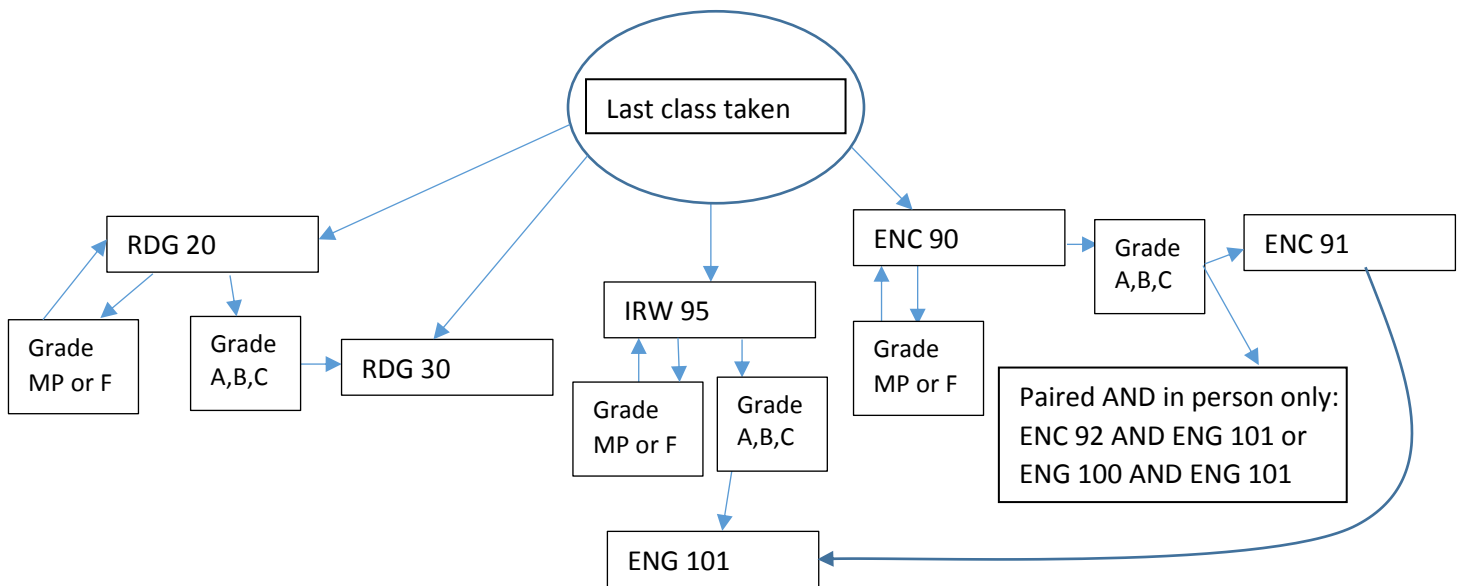 Last class taken
RDG 20
ENC 90
Grade
A,B,C
ENC 91
IRW 95
Grade
MP or F
Grade
A,B,C
RDG 30
Grade
MP or F
Grade
MP or F
Grade
A,B,C
Paired AND in person only:
ENC 92 AND ENG 101 or
ENG 100 AND ENG 101
ENG 101